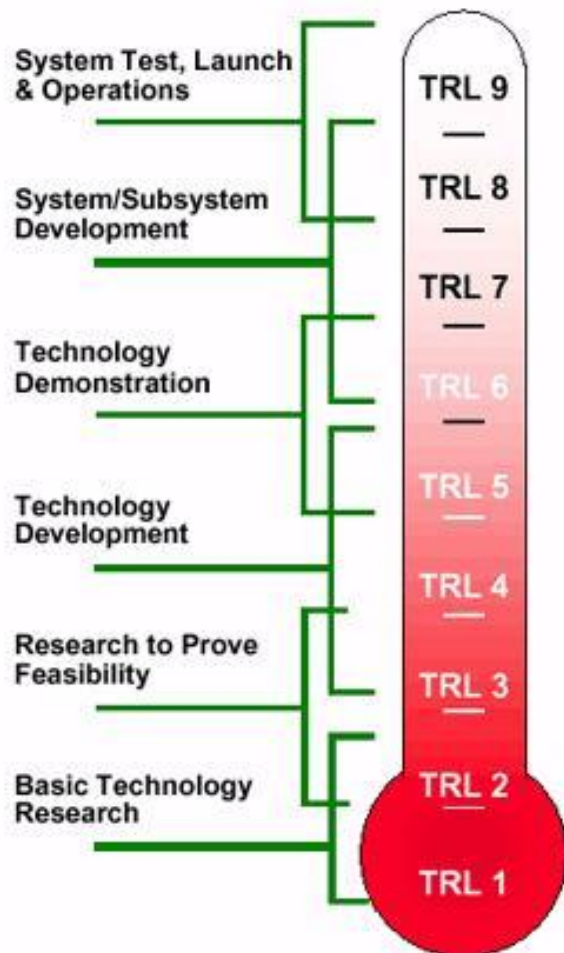 System Test, Launch
& Operations
System/Subsystem
Development
Technology
Demonstration
Technology
Development
Research to Prove
Feasibility
Basic Technology
Research
TRL 9
TRL 8
TRL 7
TRL 6
TRL 5
TRL 4
TRL 3
TRL 2
TRL 1